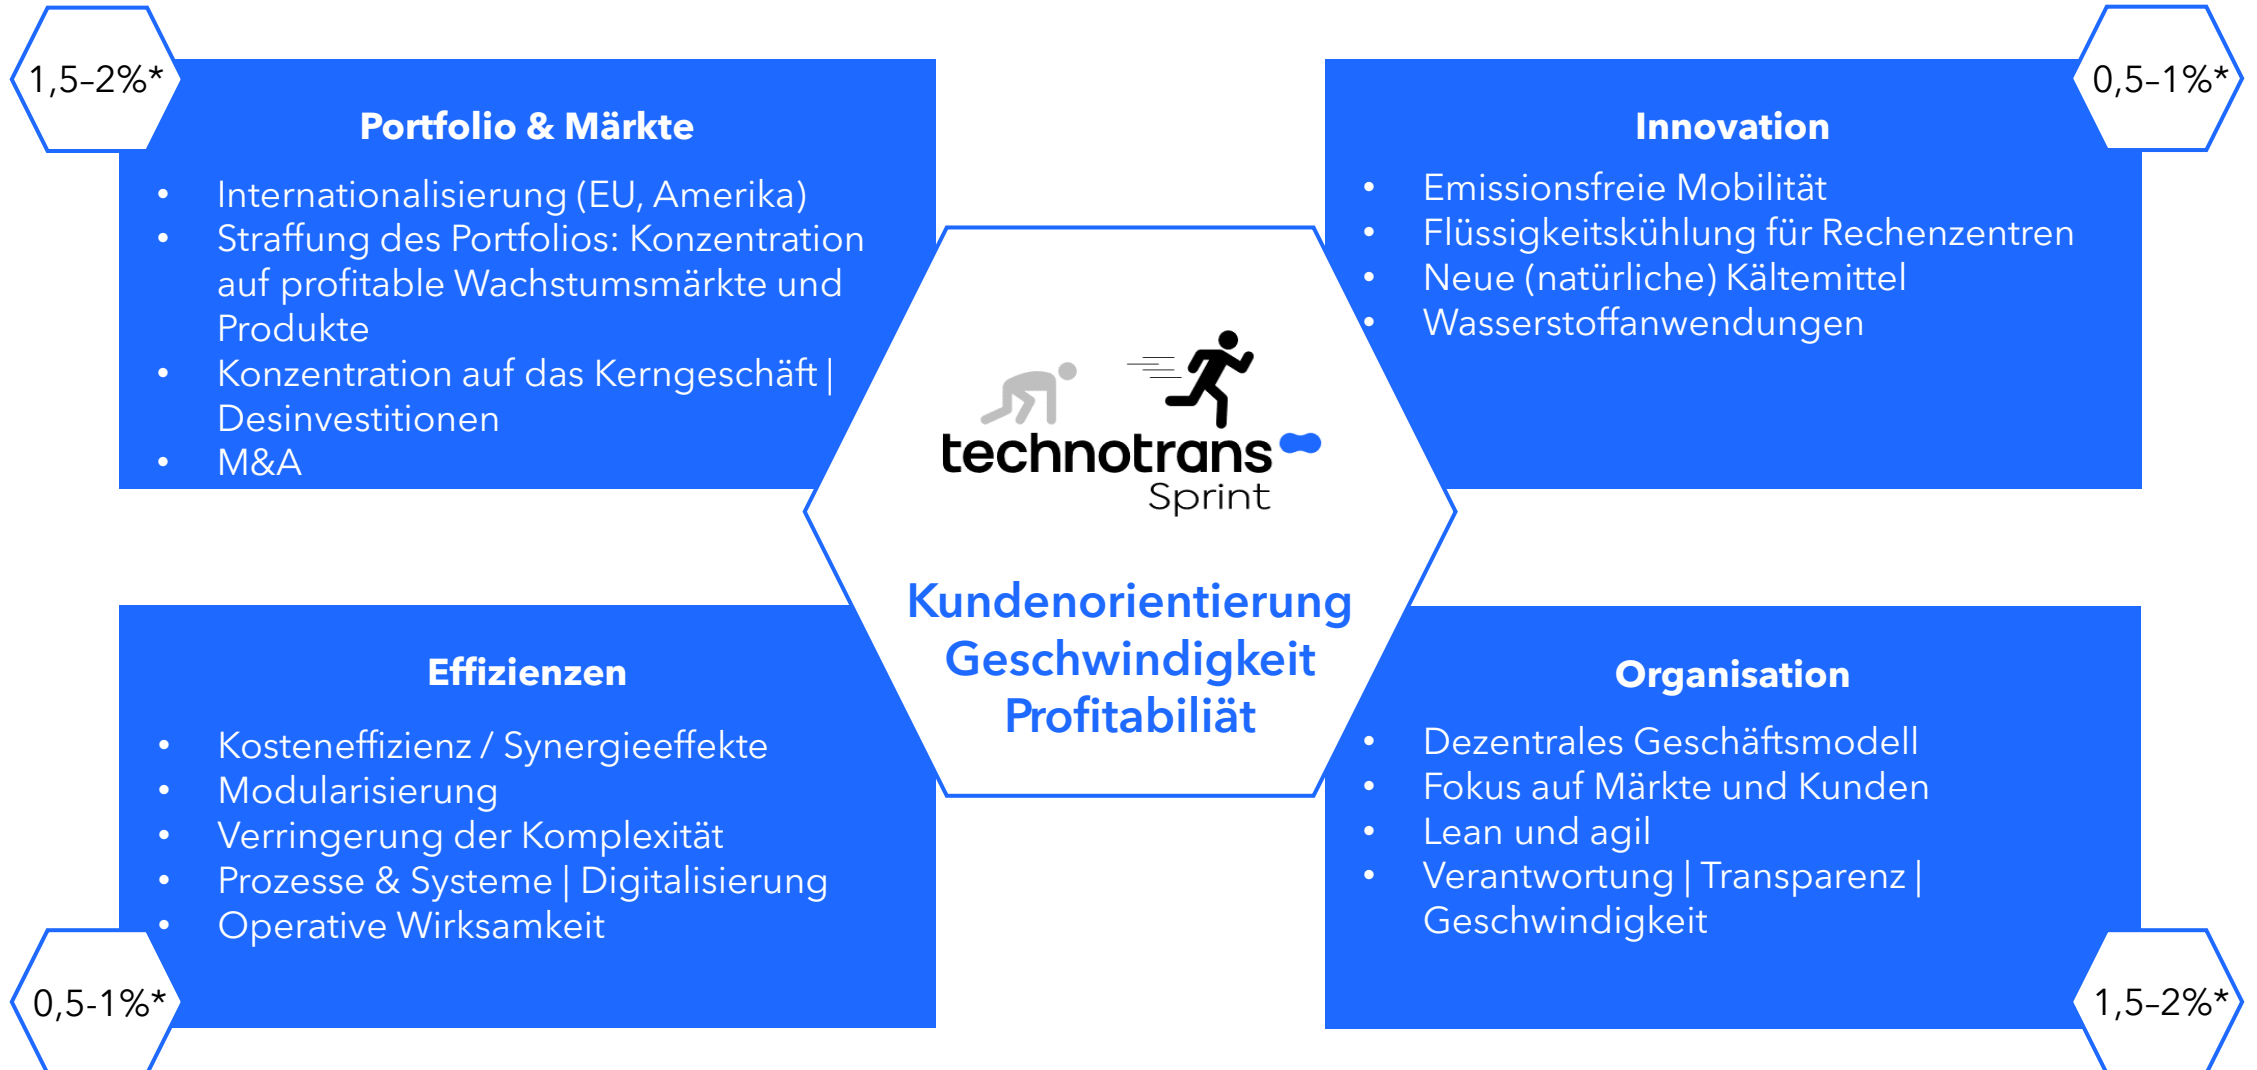 1,5–2%*
Portfolio & Märkte
• Internationalisierung (EU, Amerika)
• Straffung des Portfolios: Konzentration
auf profitable Wachstumsmärkte und
Produkte
• Konzentration auf das Kerngeschäft |
Desinvestitionen
• M&A
0,5–1%*
Innovation
• Emissionsfreie Mobilität
• Flüssigkeitskühlung für Rechenzentren
• Neue (natürliche) Kältemittel
• Wasserstoffanwendungen
technotrans
Sprint
Kundenorientierung
Geschwindigkeit
Profitabiliät
Effizienzen
• Kosteneffizienz / Synergieeffekte
• Modularisierung
• Verringerung der Komplexität
• Prozesse & Systeme | Digitalisierung
• Operative Wirksamkeit
0,5-1%*
Organisation
• Dezentrales Geschäftsmodell
• Fokus auf Märkte und Kunden
• Lean und agil
• Verantwortung | Transparenz |
Geschwindigkeit
1,5–2%*